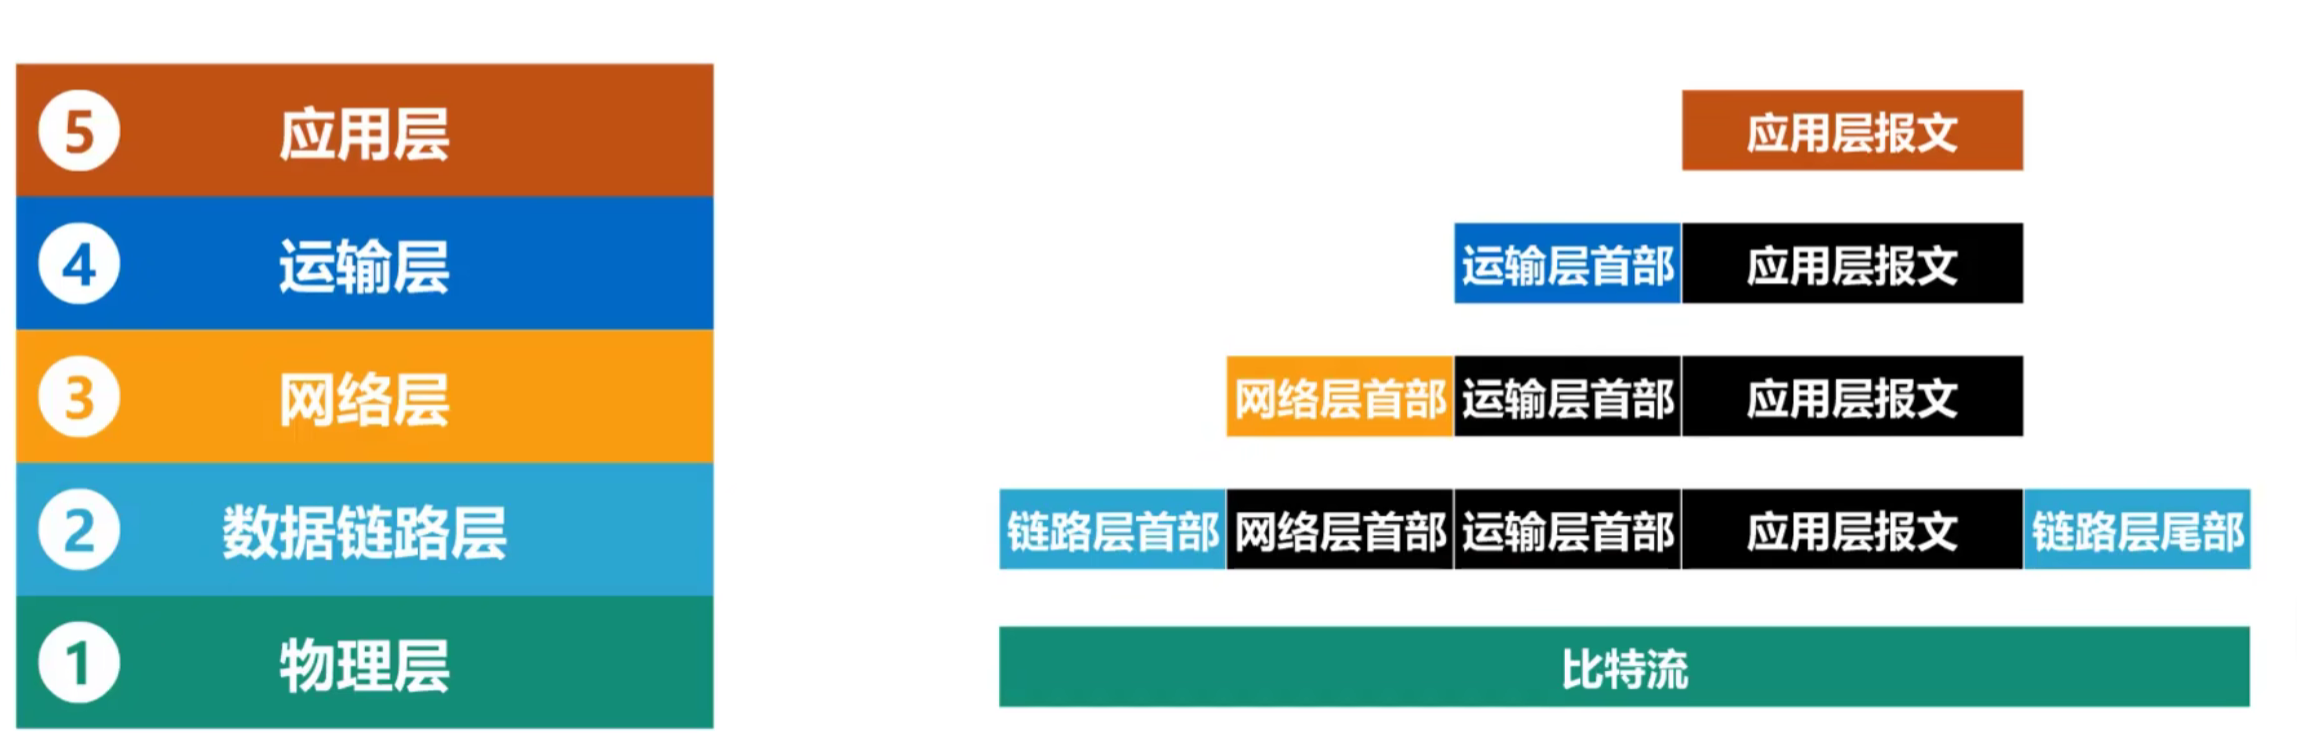 5 应用层 应用层报文
4 运输层 运输层首部 应用层报文
3 网络层 网络层首部 运输层首部 应用层报文
2 数据链路层 链路层首部 网络层首部 运输层首部 应用层报文 链路层尾部
1 物理层 比特流